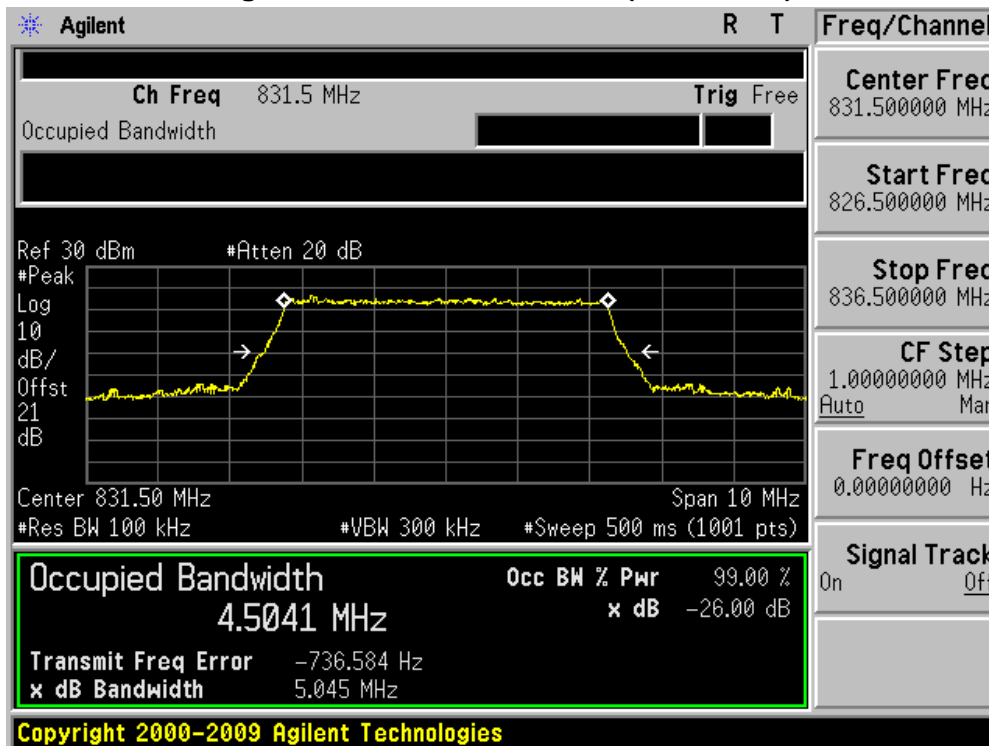 Agilent R T
Freq/Channel
Ch Freq 831.5 MHz Trig Free
Occupied Bandwidth
Center Freq
831.500000 MHz
Start Freq
826.500000 MHz
Stop Freq
836.500000 MHz
CF Step
1.00000000 MHz
Auto Man
Freq Offset
0.00000000 Hz
Signal Track
On Off
Ref 30 dBm #Atten 20 dB
#Peak
Log
10
dB/
Offst
21
dB
Center 831.50 MHz Span 10 MHz
#Res BW 100 kHz #VBW 300 kHz #Sweep 500 ms (1001 pts)
Occupied Bandwidth Occ BW % Pwr 99.00 %
4.5041 MHz x dB -26.00 dB
Transmit Freq Error -736.584 Hz
x dB Bandwidth 5.045 MHz
Copyright 2000-2009 Agilent Technologies